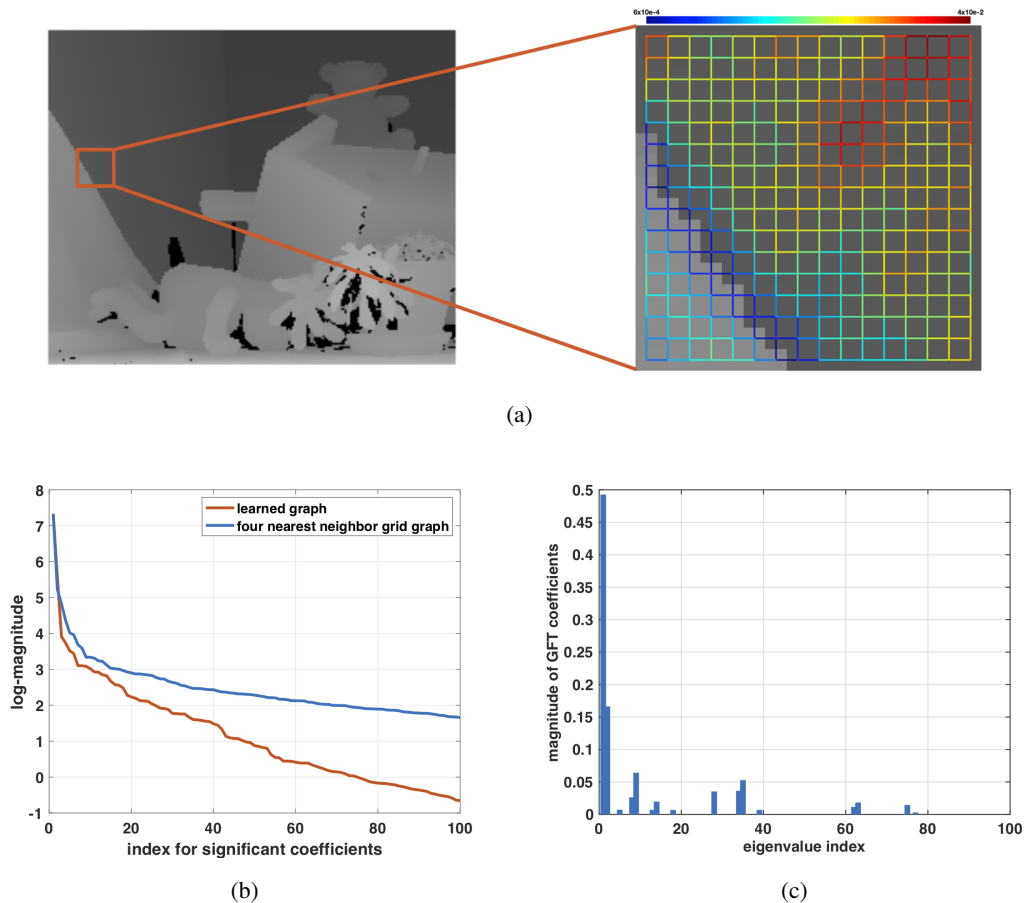 6x10e-4
4x10e-2
(a)
8
7
6
5
4
3
2
1
0
-1
log-magnitude
learned graph
four nearest neighbor grid graph
0 20 40 60 80 100
index for significant coefficients
(b)
0.5
0.45
0.4
0.35
0.3
0.25
0.2
0.15
0.1
0.05
0
magnitude of GFT coefficients
0 20 40 60 80 100
eigenvalue index
(c)